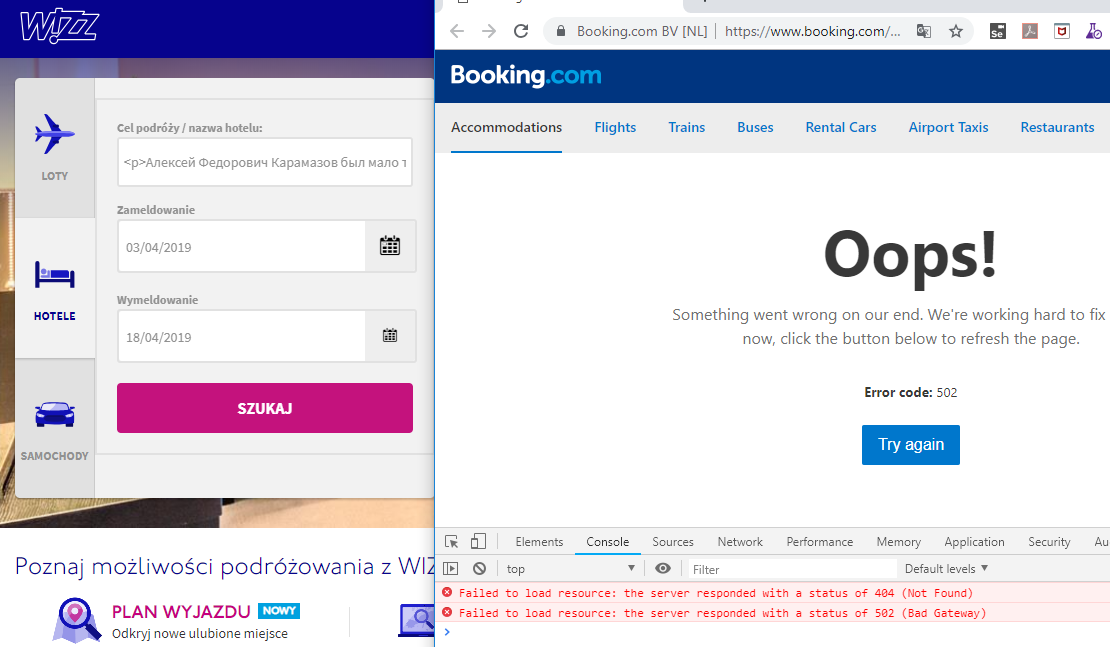 WIZZ
LOTY
HOTELE
SAMOCHODY
Cel podróży / nazwa hotelu:
<p>Алексей Федорович Карамазов был мало т
Zameldowanie
03/04/2019
Wymeldowanie
18/04/2019
SZUKAJ
Poznaj możliwości podróżowania z WIZ
PLAN WYJAZDU NOWY
Odkryj nowe ulubione miejsce
Booking.com BV [NL] | https://www.booking.com/...
Booking.com
Accommodations Flights Trains Buses Rental Cars Airport Taxis Restaurants
Oops!
Something went wrong on our end. We're working hard to fix
now, click the button below to refresh the page.
Error code: 502
Try again
Elements Console Sources Network Performance Memory Application Security Au
top Filter Default levels
Failed to load resource: the server responded with a status of 404 (Not Found)
Failed to load resource: the server responded with a status of 502 (Bad Gateway)